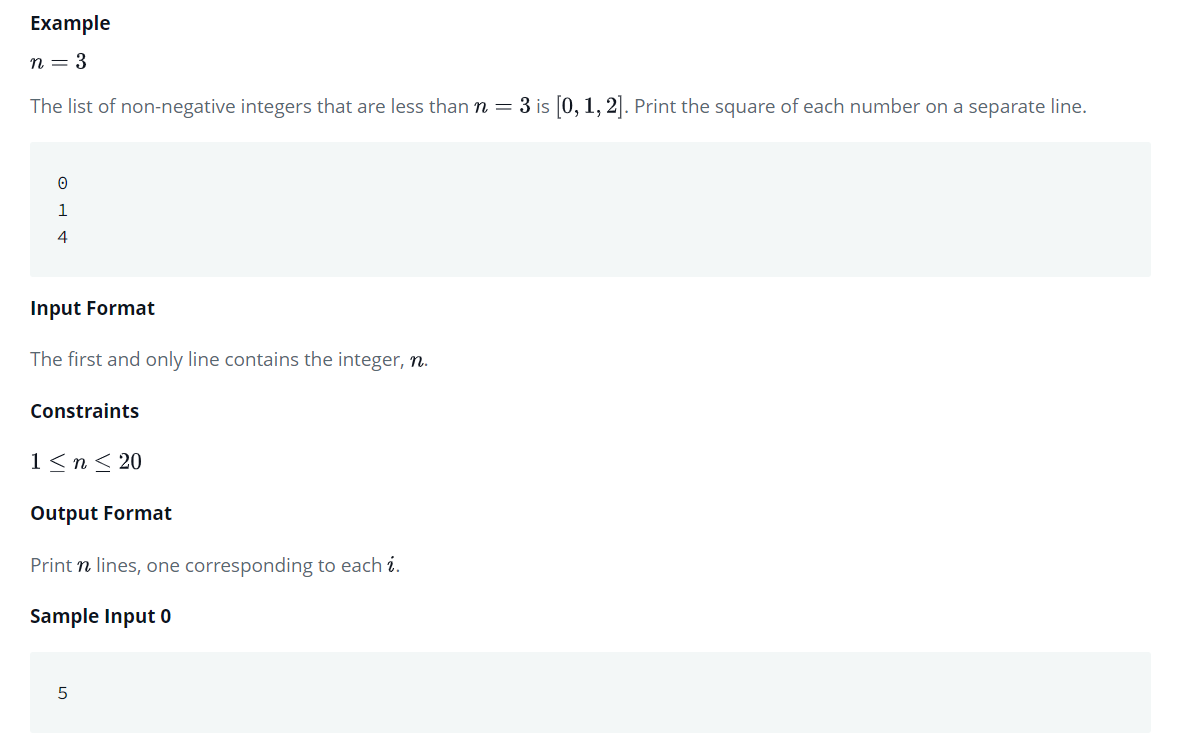 Example
n = 3
The list of non-negative integers that are less than n = 3 is [0, 1, 2]. Print the square of each number on a separate line.
0
1
4
Input Format
The first and only line contains the integer, n.
Constraints
1 ≤ n ≤ 20
Output Format
Print n lines, one corresponding to each i.
Sample Input 0
5